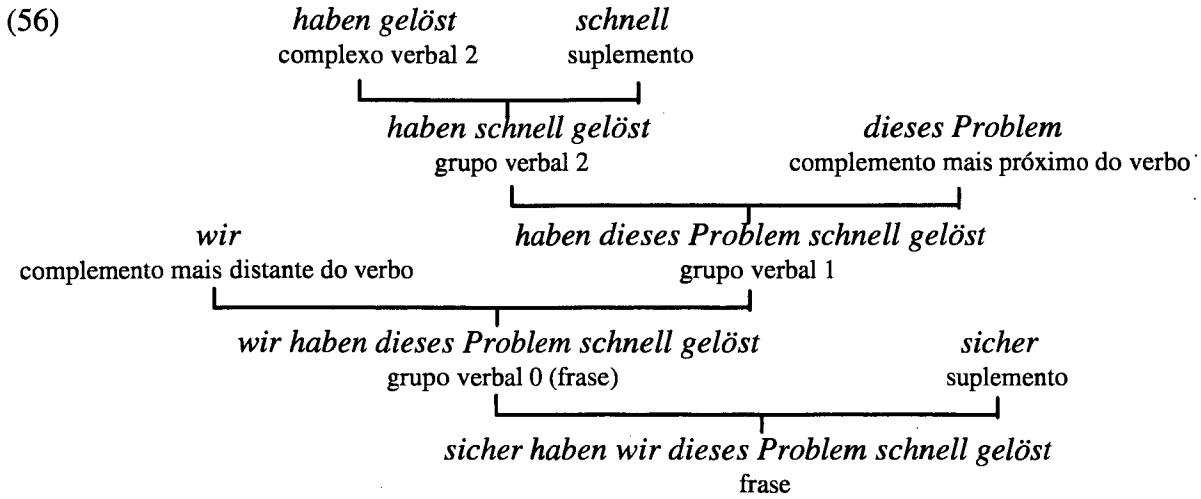 (56) haben gelöst schnell
complexo verbal 2 suplemento
haben schnell gelöst dieses Problem
grupo verbal 2 complemento mais próximo do verbo
wir haben dieses Problem schnell gelöst
complemento mais distante do verbo grupo verbal 1
wir haben dieses Problem schnell gelöst sicher
grupo verbal 0 (frase) suplemento
sicher haben wir dieses Problem schnell gelöst
frase